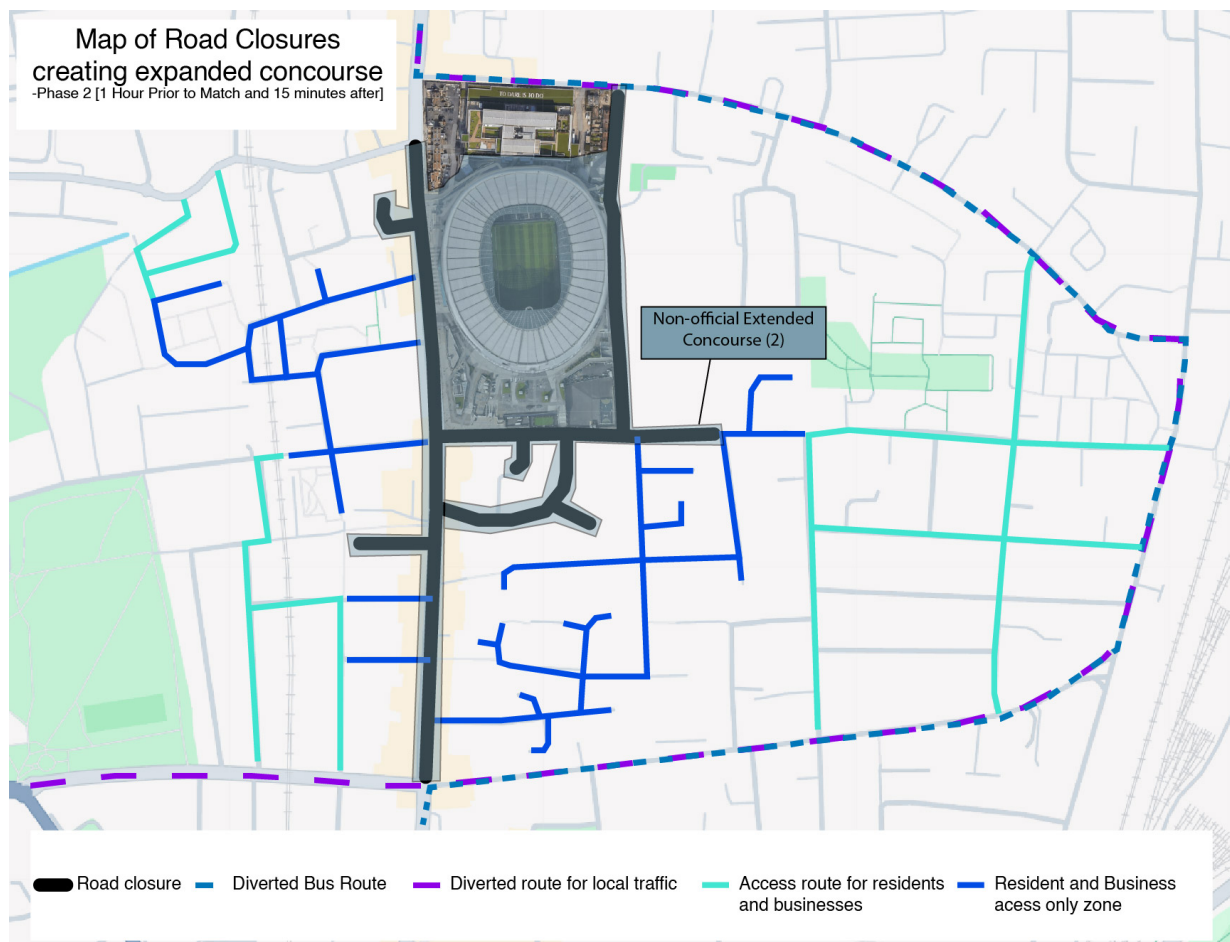 Map of Road Closures
creating expanded concourse
-Phase 2 [1 Hour Prior to Match and 15 minutes after]
Non-official Extended
Concourse (2)
Road closure
Diverted Bus Route
Diverted route for local traffic
Access route for residents
and businesses
Resident and Business
acess only zone